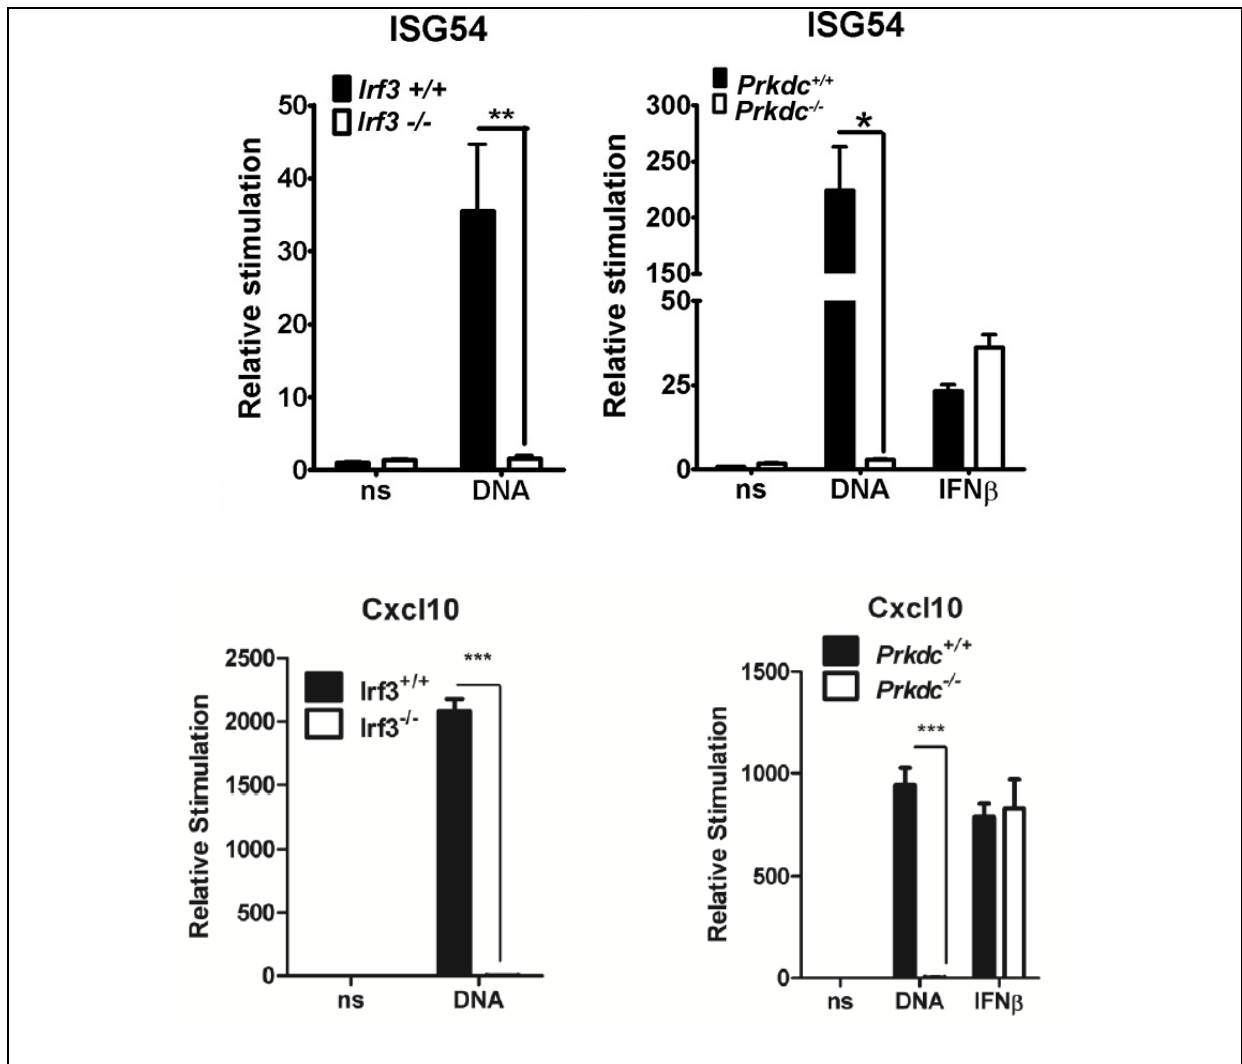 ISG54
Irf3 +/+
Irf3 -/-
50
40
30
20
10
0
Relative stimulation
**
ns
DNA
ISG54
Prkdc+/+
Prkdc-/-
300
250
200
150
50
25
0
Relative stimulation
*
ns
DNA
IFNβ
Cxcl10
Irf3+/+
Irf3-/-
2500
2000
1500
1000
500
0
Relative Stimulation
***
ns
DNA
Cxcl10
Prkdc+/+
Prkdc-/-
1500
1000
500
0
Relative Stimulation
***
ns
DNA
IFNβ